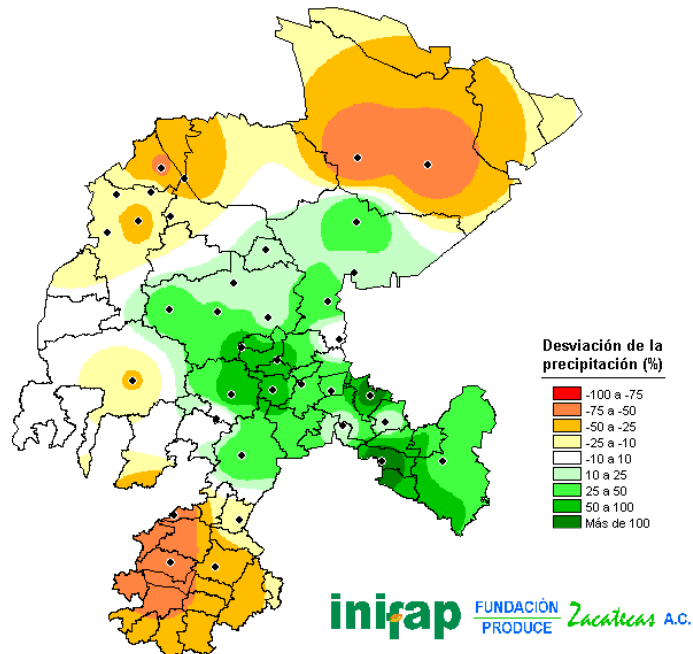 Desviación de la
precipitación (%)
-100 a -75
-75 a -50
-50 a -25
-25 a -10
-10 a 10
10 a 25
25 a 50
50 a 100
Más de 100
inifap
FUNDACIÓN
PRODUCE
Zacatecas A.C.